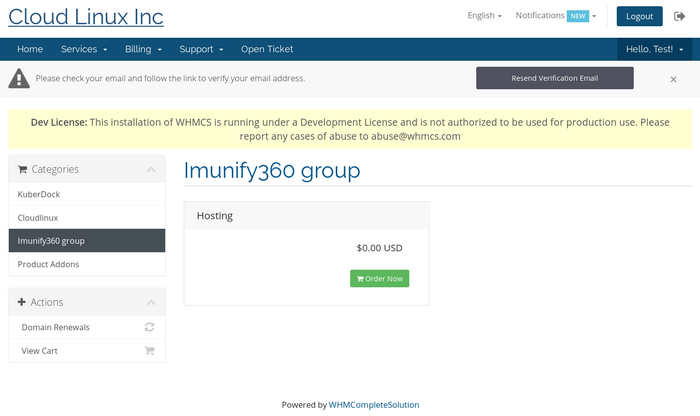 Cloud Linux Inc
English
Notifications NEW
Logout
Home Services Billing Support Open Ticket Hello, Test!
Please check your email and follow the link to verify your email address.
Resend Verification Email
Dev License: This installation of WHMCS is running under a Development License and is not authorized to be used for production use. Please
report any cases of abuse to abuse@whmcs.com
Categories
KuberDock
Cloudlinux
Imunify360 group
Product Addons
Actions
Domain Renewals
View Cart
Imunify360 group
Hosting
$0.00 USD
Order Now
Powered by WHMCompleteSolution